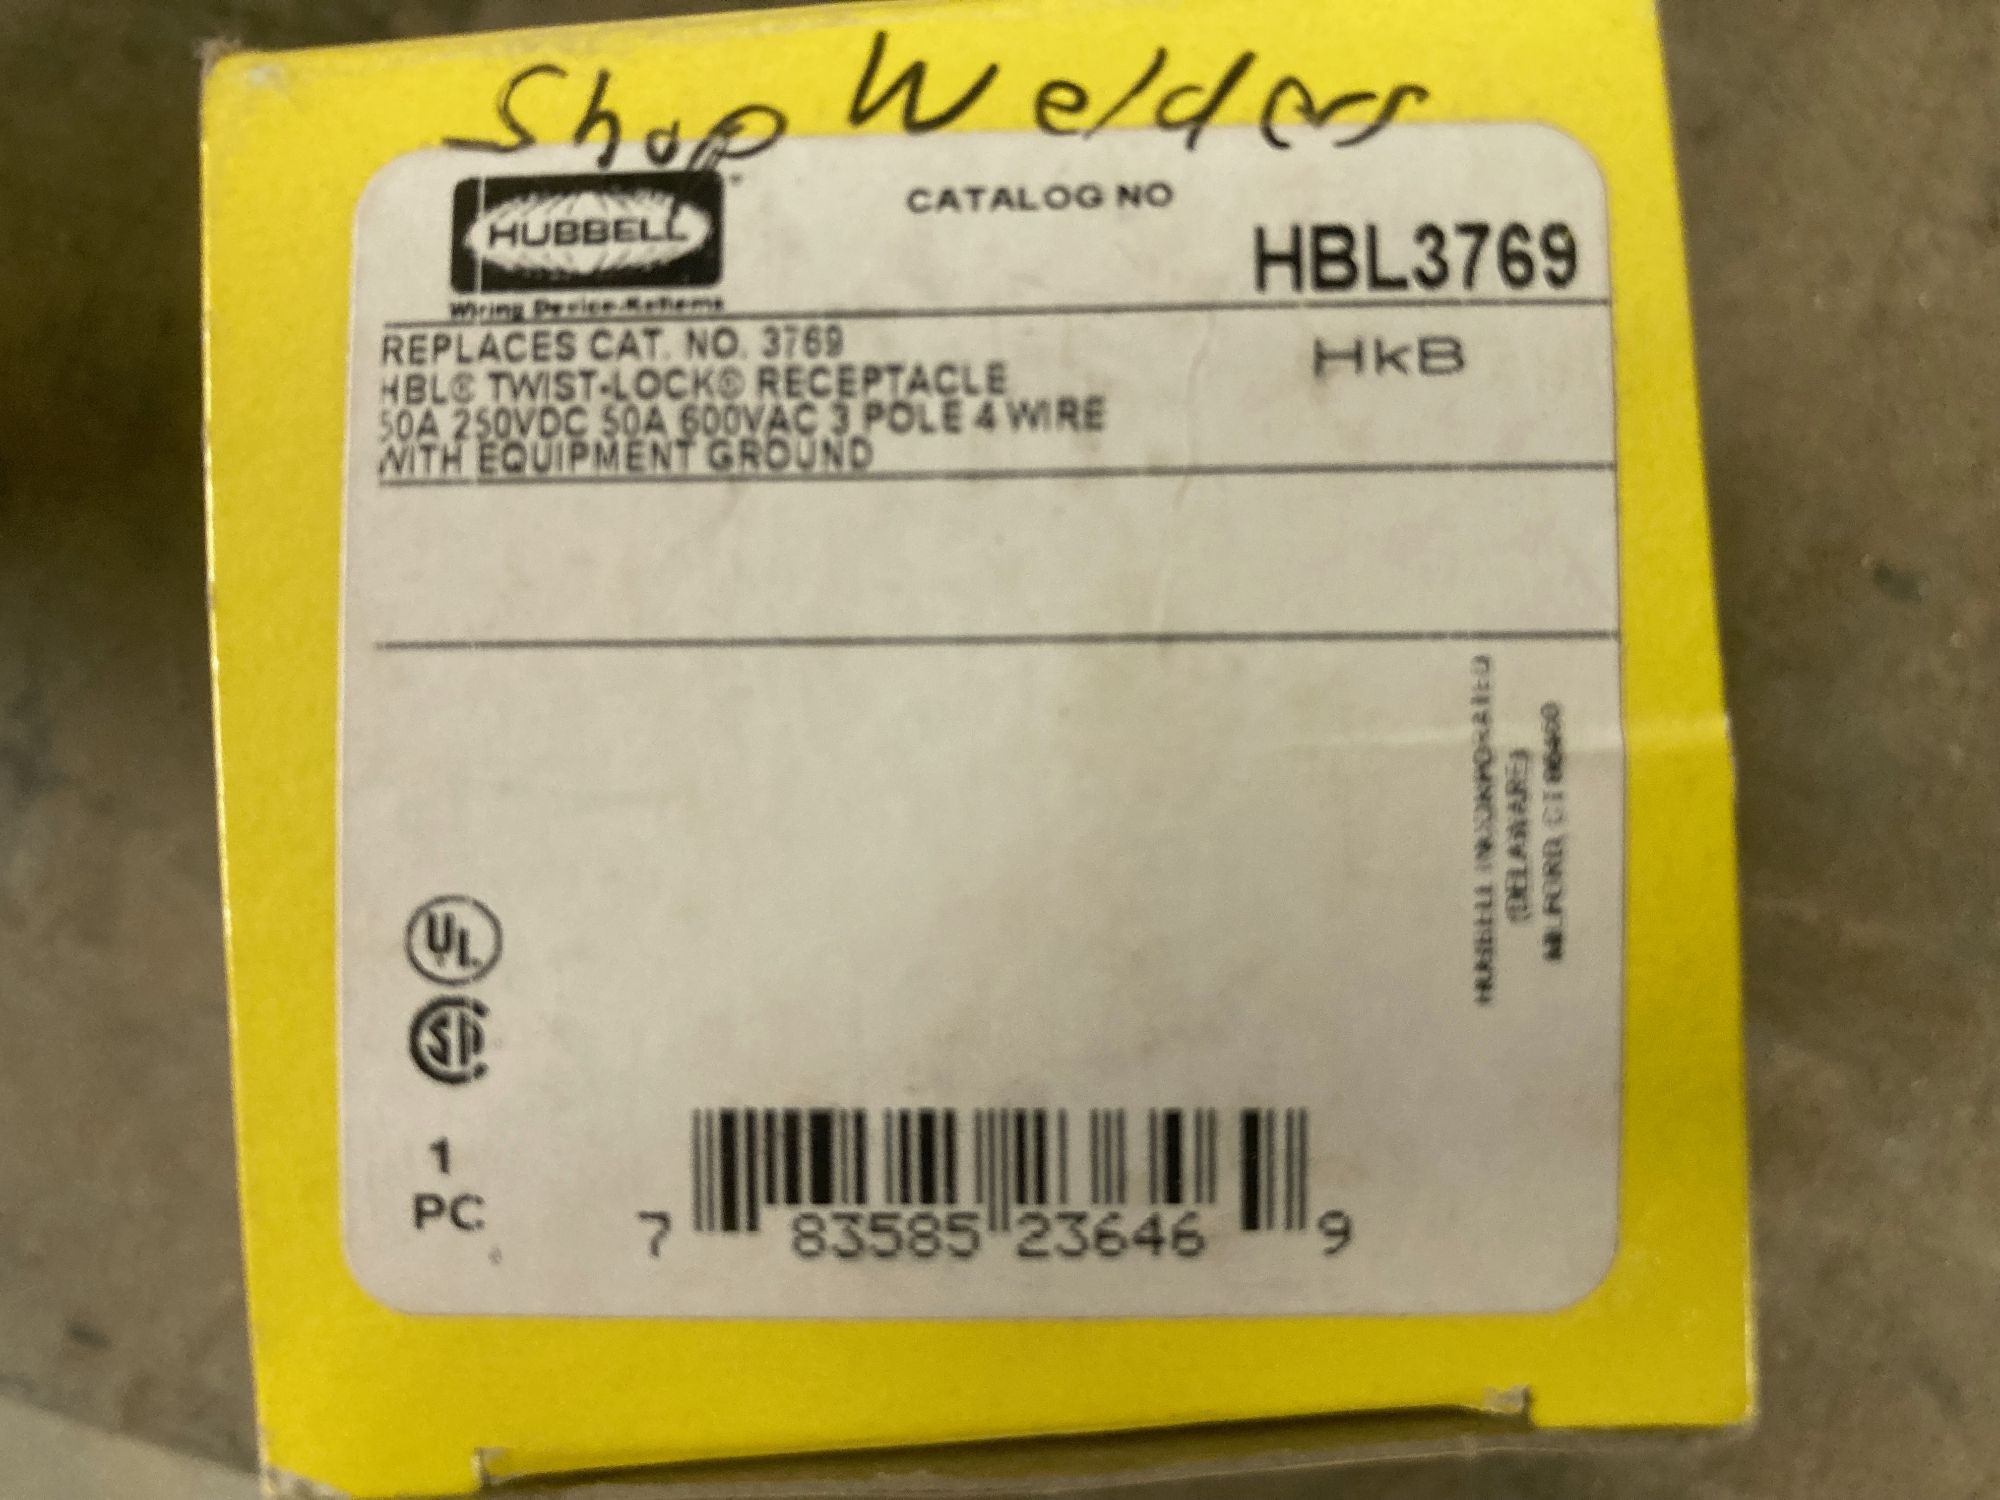 Shop Welders
HUBBELL
Wiring Device-Kellems
CATALOG NO
HBL3769
REPLACES CAT. NO. 3769
HBL® TWIST-LOCK® RECEPTACLE
50A 250VDC 50A 600VAC 3 POLE 4 WIRE
WITH EQUIPMENT GROUND
HkB
HUBBELL INCORPORATED
(DELAWARE)
MILFORD CT 06460
UL
SA
1
PC
7 83585 23646 9